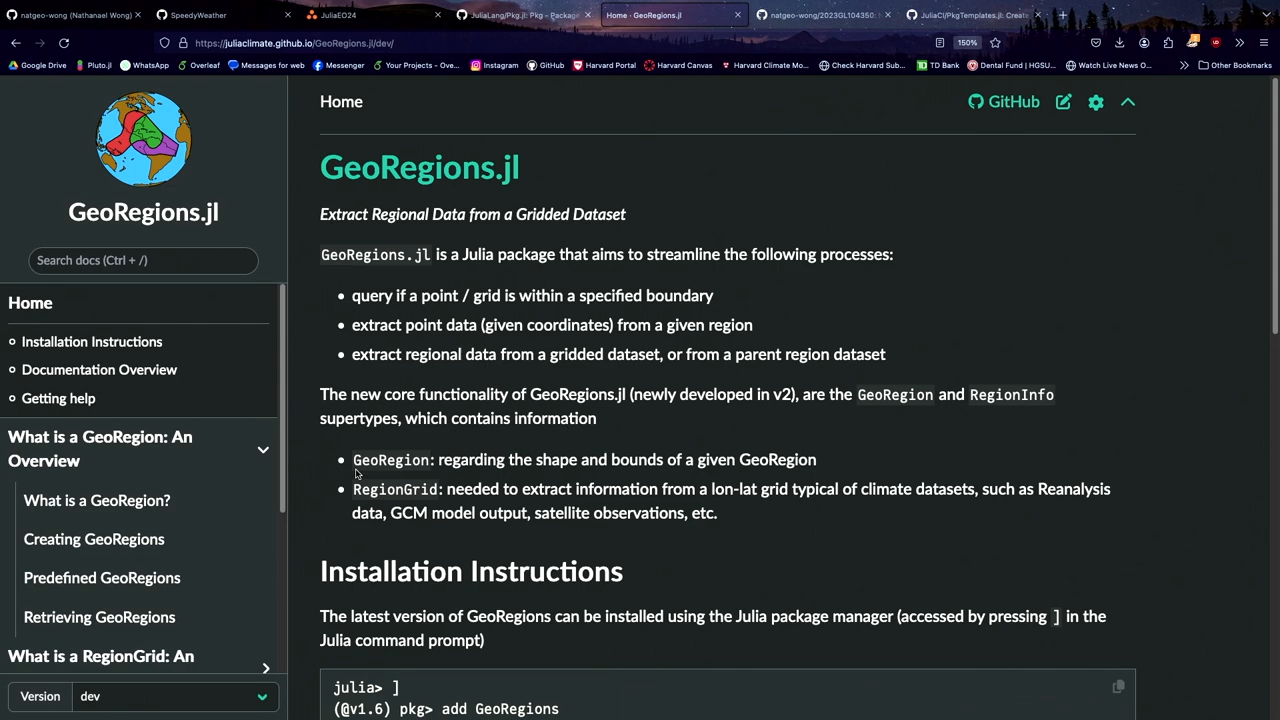 natgeo-wong (Nathanael Wong)
SpeedyWeather
JuliaEO24
JuliaLang/Pkg.jl: Pkg - Package
Home · GeoRegions.jl
natgeo-wong/2023GL104350:
JuliaCI/PkgTemplates.jl: Create
https://juliaclimate.github.io/GeoRegions.jl/dev/
150%
Google Drive
Pluto.jl
WhatsApp
Overleaf
Messages for web
Messenger
Your Projects - Ove...
Instagram
GitHub
Harvard Portal
Harvard Canvas
Harvard Climate Mo...
Check Harvard Subm...
TD Bank
Dental Fund | HGSU...
Watch Live News O...
Other Bookmarks
GeoRegions.jl
Search docs (Ctrl + /)
Home
Installation Instructions
Documentation Overview
Getting help
What is a GeoRegion: An
Overview
What is a GeoRegion?
Creating GeoRegions
Predefined GeoRegions
Retrieving GeoRegions
What is a RegionGrid: An
Version
dev
Home
GitHub
GeoRegions.jl
Extract Regional Data from a Gridded Dataset
GeoRegions.jl is a Julia package that aims to streamline the following processes:
• query if a point / grid is within a specified boundary
• extract point data (given coordinates) from a given region
• extract regional data from a gridded dataset, or from a parent region dataset
The new core functionality of GeoRegions.jl (newly developed in v2), are the GeoRegion and RegionInfo
supertypes, which contains information
• GeoRegion: regarding the shape and bounds of a given GeoRegion
• RegionGrid: needed to extract information from a lon-lat grid typical of climate datasets, such as Reanalysis
data, GCM model output, satellite observations, etc.
Installation Instructions
The latest version of GeoRegions can be installed using the Julia package manager (accessed by pressing ] in the
Julia command prompt)
julia> ]
(@v1.6) pkg> add GeoRegions